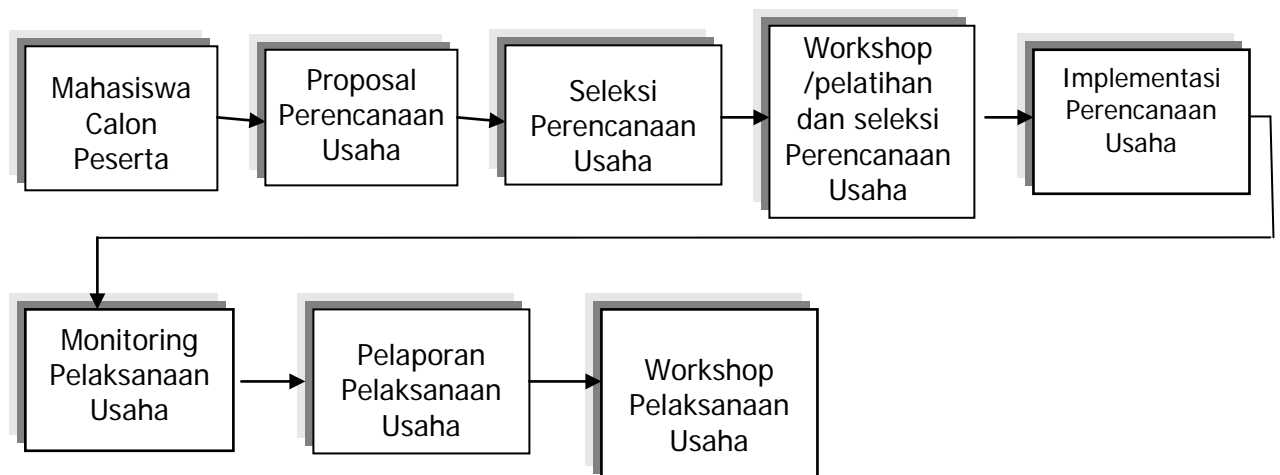 Mahasiswa
Calon
Peserta
Proposal
Perencanaan
Usaha
Seleksi
Perencanaan
Usaha
Workshop
/pelatihan
dan seleksi
Perencanaan
Usaha
Implementasi
Perencanaan
Usaha
Monitoring
Pelaksanaan
Usaha
Pelaporan
Pelaksanaan
Usaha
Workshop
Pelaksanaan
Usaha